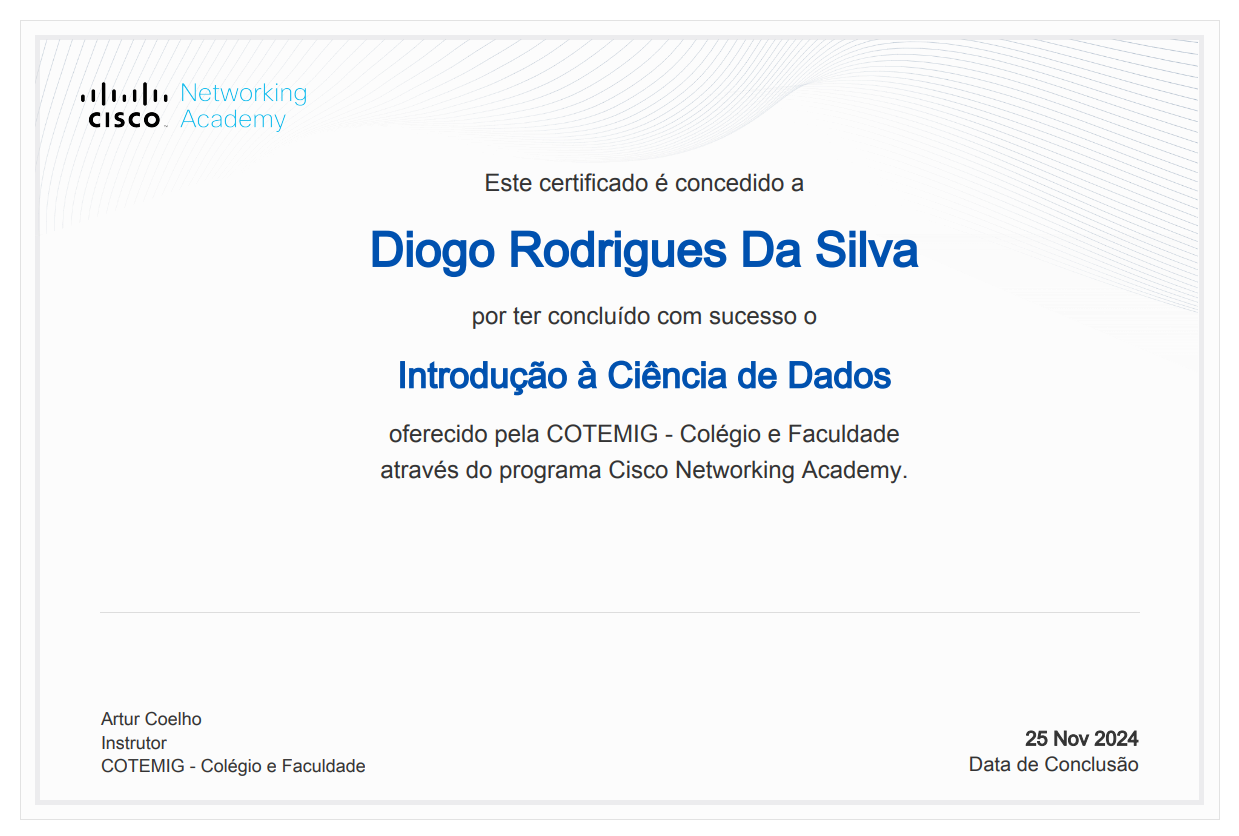 Networking
CISCO Academy
Este certificado é concedido a
Diogo Rodrigues Da Silva
por ter concluído com sucesso o
Introdução à Ciência de Dados
oferecido pela COTEMIG - Colégio e Faculdade
através do programa Cisco Networking Academy.
Artur Coelho
Instrutor
COTEMIG - Colégio e Faculdade
25 Nov 2024
Data de Conclusão